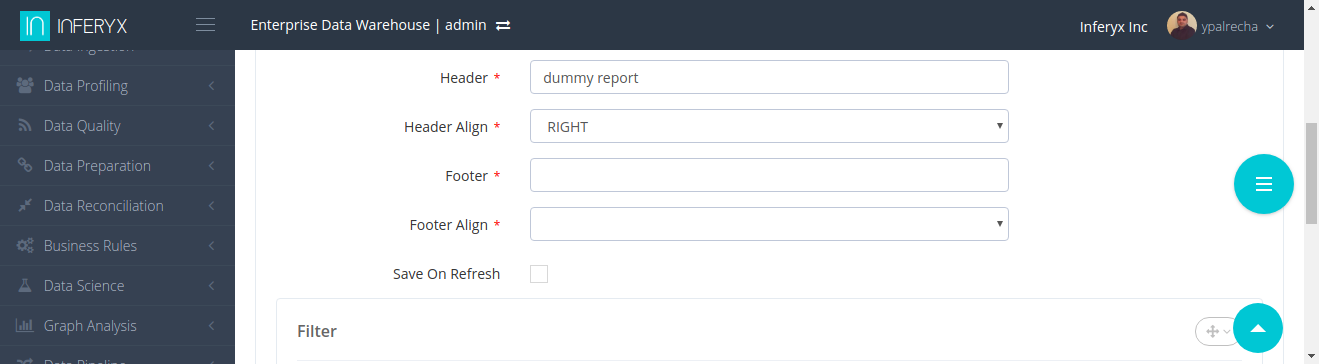 INFERYX
Enterprise Data Warehouse | admin
Inferyx Inc
ypalrecha
Data Ingestion
Data Profiling
Data Quality
Data Preparation
Data Reconciliation
Business Rules
Data Science
Graph Analysis
Data Pipeline
Header *
dummy report
Header Align *
RIGHT
Footer *
Footer Align *
Save On Refresh
Filter